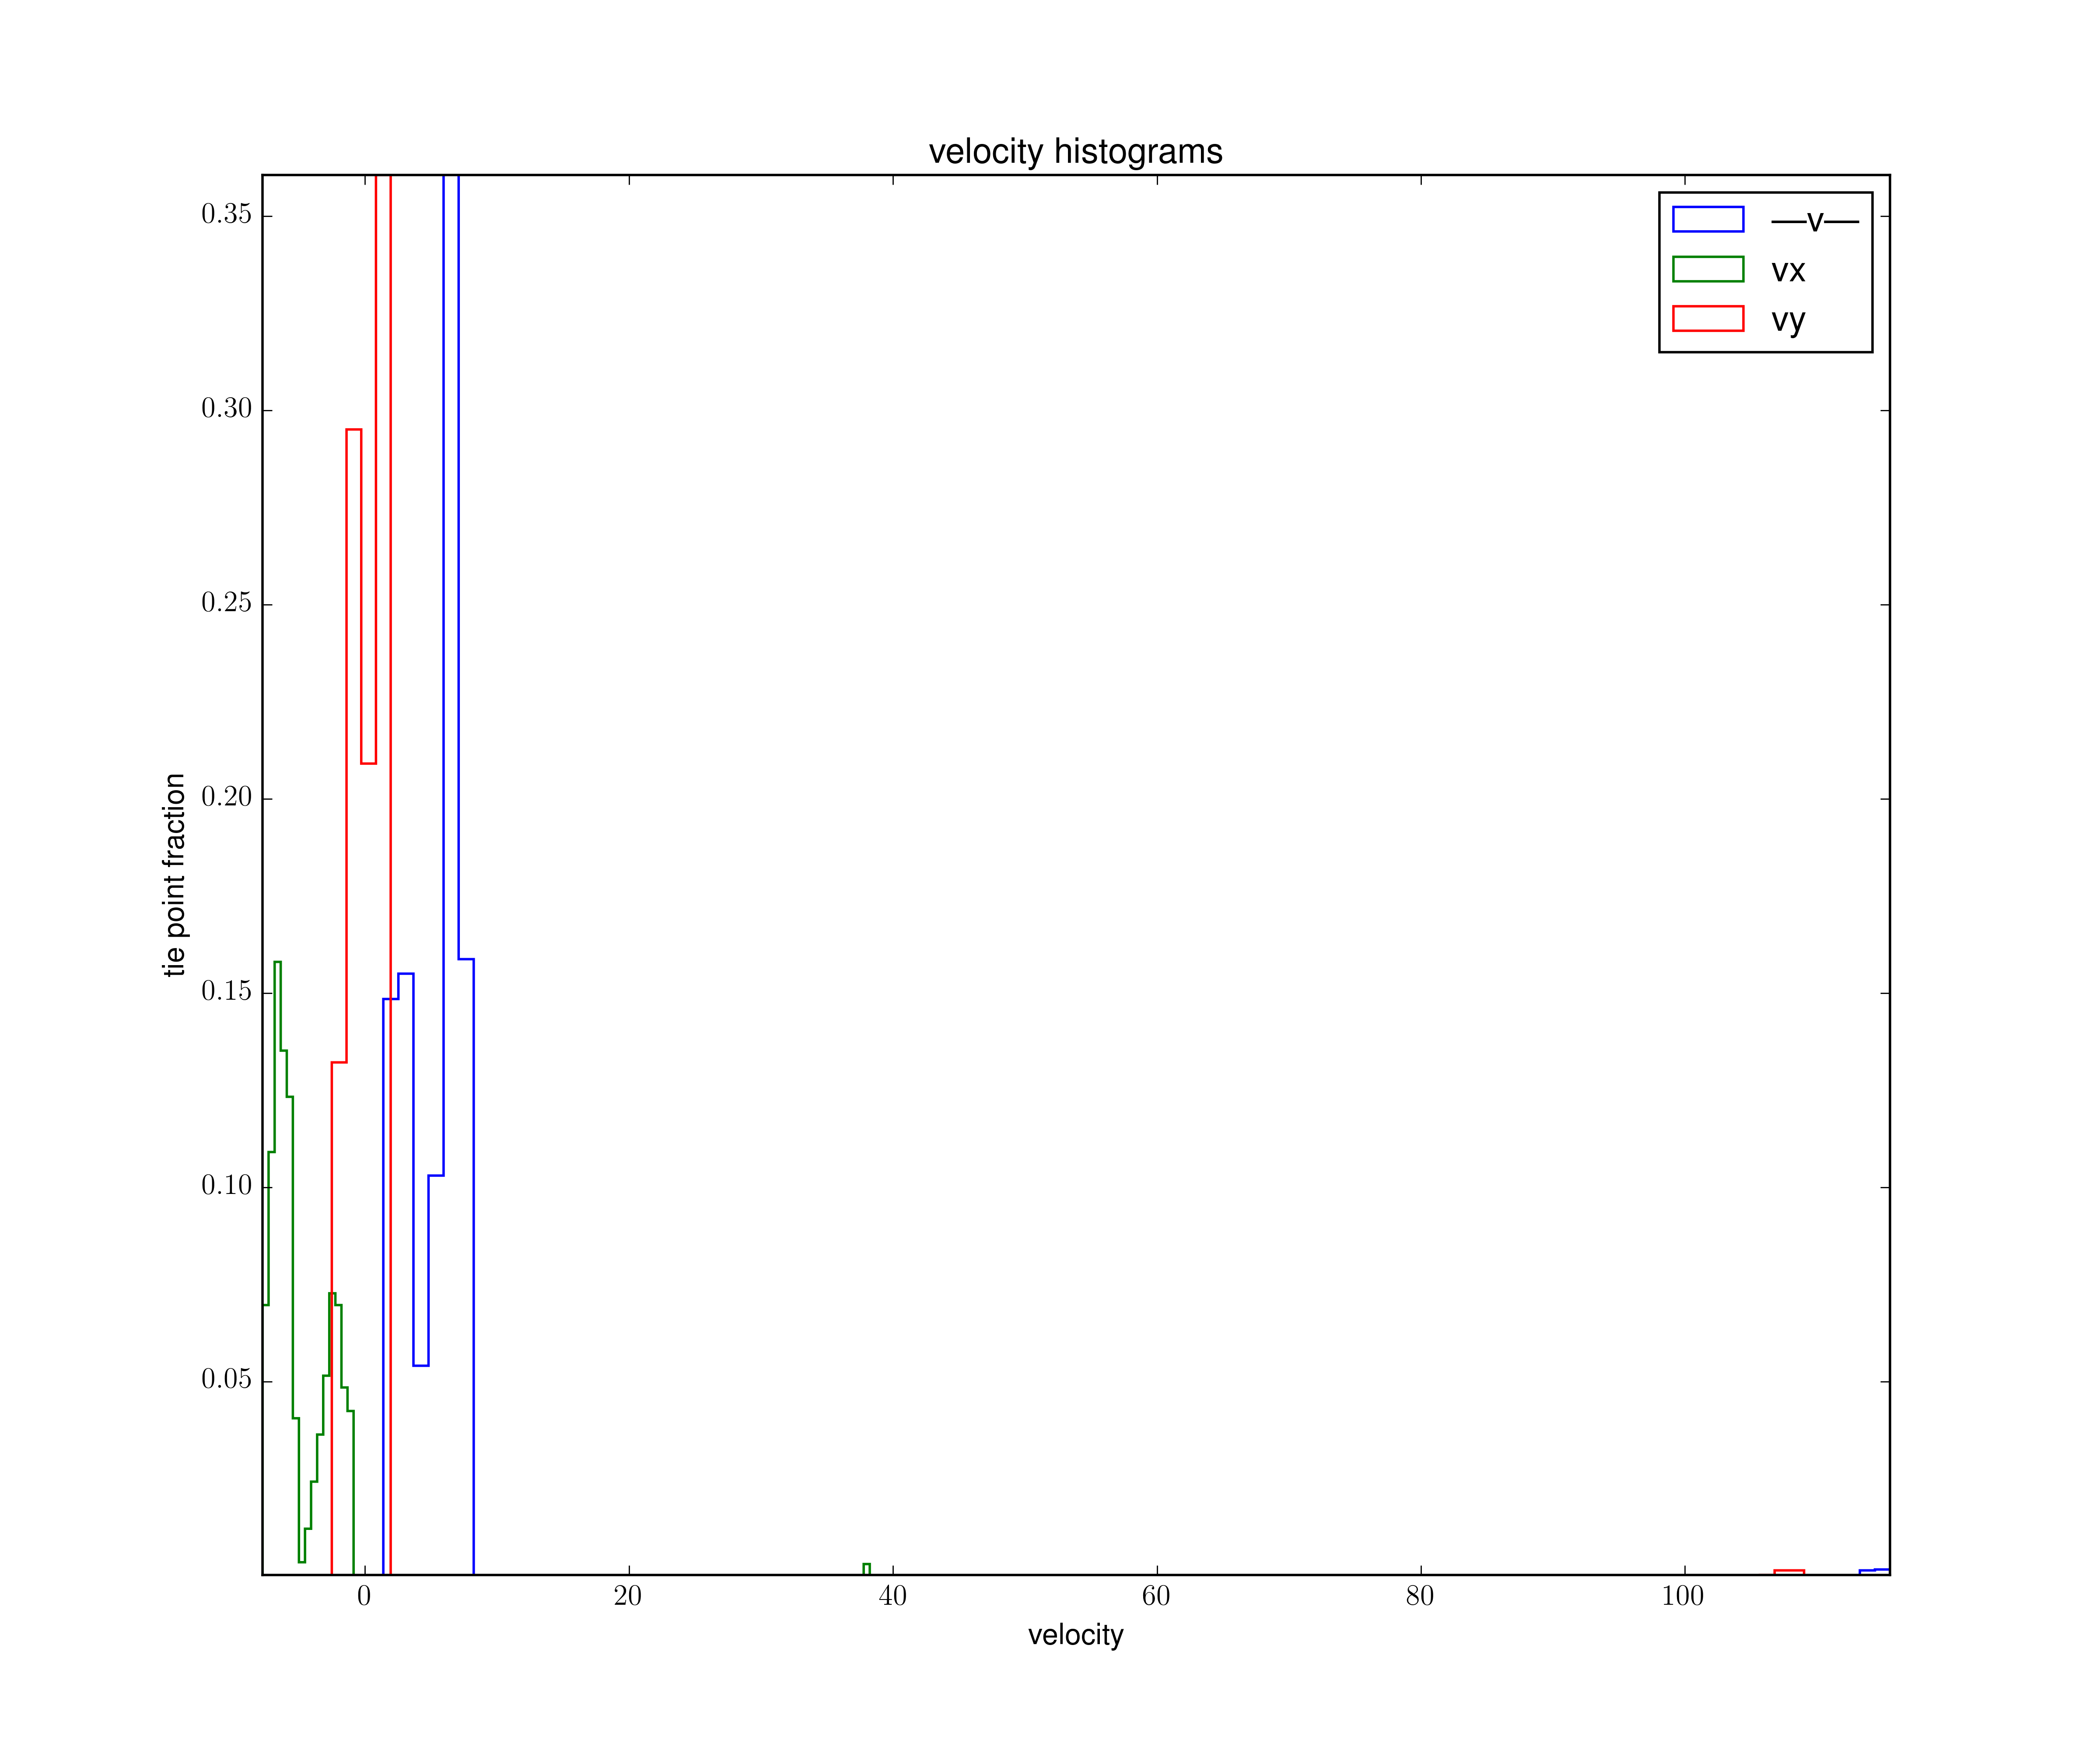 velocity histograms
—v—
vx
vy
0.35
0.30
0.25
0.20
0.15
0.10
0.05
tie point fraction
0 20 40 60 80 100
velocity